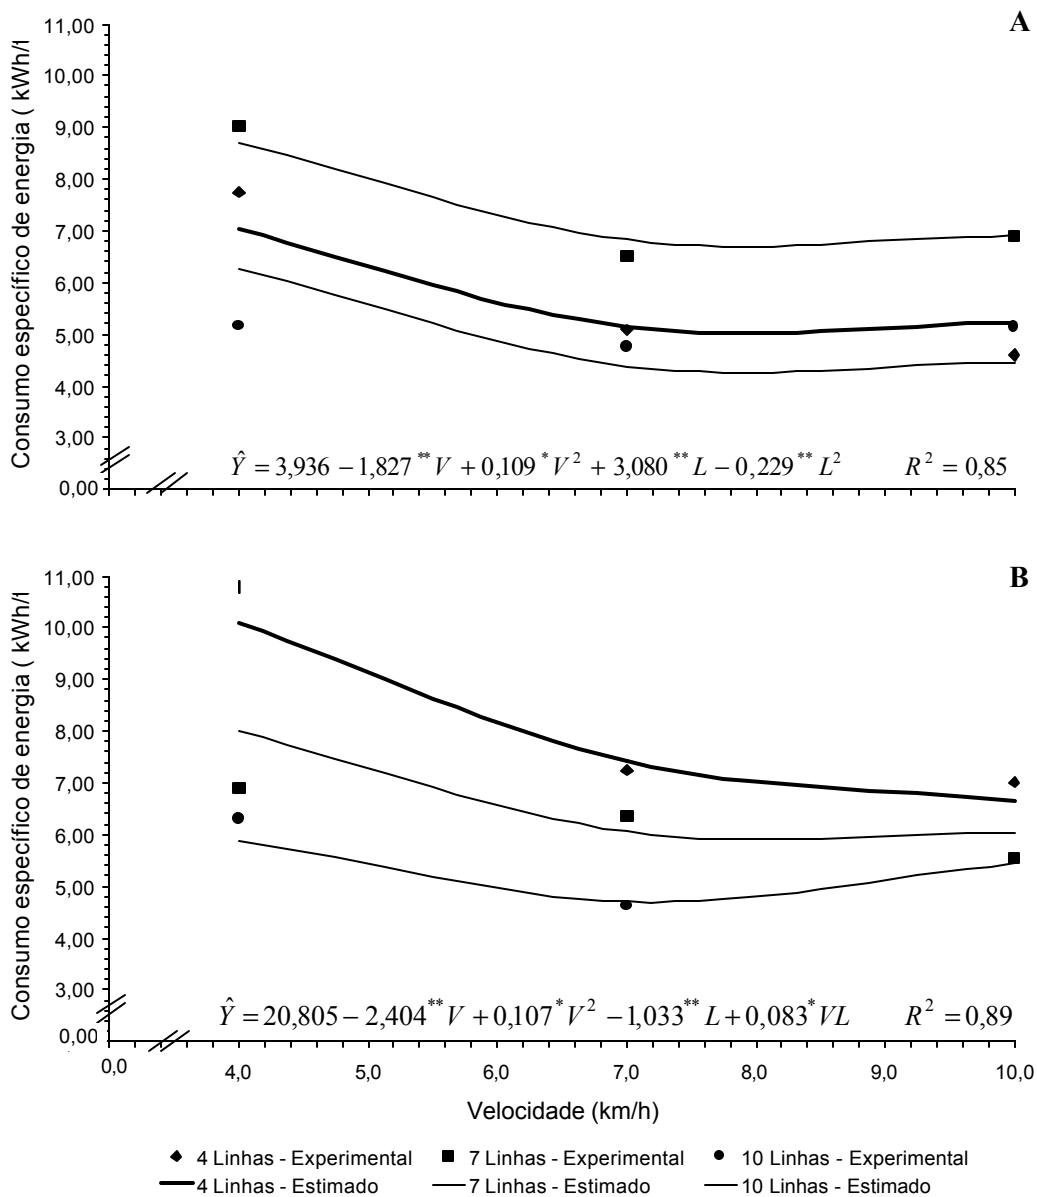 A
Consumo específico de energia ( kWh/l
11,00
10,00
9,00
8,00
7,00
6,00
5,00
4,00
3,00
0,00
Ŷ = 3,936 − 1,827 ** V + 0,109 * V² + 3,080 ** L − 0,229 ** L² R² = 0,85
B
Consumo específico de energia ( kWh/l
11,00
10,00
9,00
8,00
7,00
6,00
5,00
4,00
3,00
0,00
Ŷ = 20,805 − 2,404 ** V + 0,107 * V² − 1,033 ** L + 0,083 * VL R² = 0,89
0,0 4,0 5,0 6,0 7,0 8,0 9,0 10,0
Velocidade (km/h)
4 Linhas - Experimental 7 Linhas - Experimental 10 Linhas - Experimental
4 Linhas - Estimado 7 Linhas - Estimado 10 Linhas - Estimado